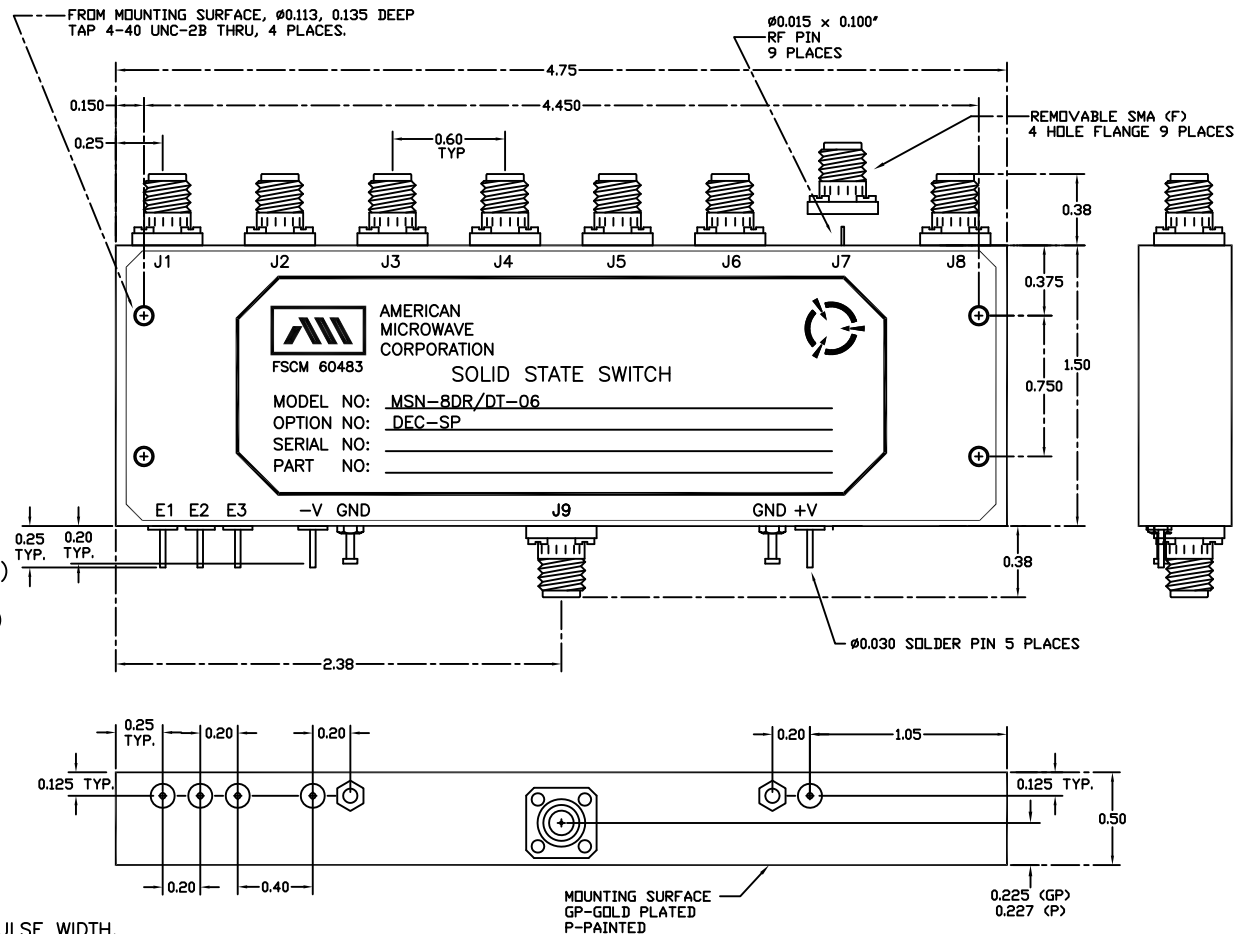 FROM MOUNTING SURFACE, ø0.113, 0.135 DEEP
TAP 4-40 UNC-2B THRU, 4 PLACES.
ø0.015 x 0.100"
RF PIN
9 PLACES
4.75
0.150
4.450
REMOVABLE SMA (F)
4 HOLE FLANGE 9 PLACES
0.25
0.60
TYP
0.38
J1 J2 J3 J4 J5 J6 J7 J8
0.375
AMERICAN
MICROWAVE
CORPORATION
FSCM 60483
SOLID STATE SWITCH
1.50
0.750
MODEL NO: MSN-8DR/DT-06
OPTION NO: DEC-SP
SERIAL NO:
PART NO:
E1 E2 E3 -V GND J9 GND +V
0.25
TYP.
0.20
TYP.
0.38
)
)
ø0.030 SOLDER PIN 5 PLACES
2.38
0.25
TYP.
0.20
0.20
0.20
1.05
0.125 TYP.
0.125 TYP.
0.50
0.20
0.40
MOUNTING SURFACE
GP-GOLD PLATED
P-PAINTED
0.225 (GP)
0.227 (P)
ULSE WIDTH.